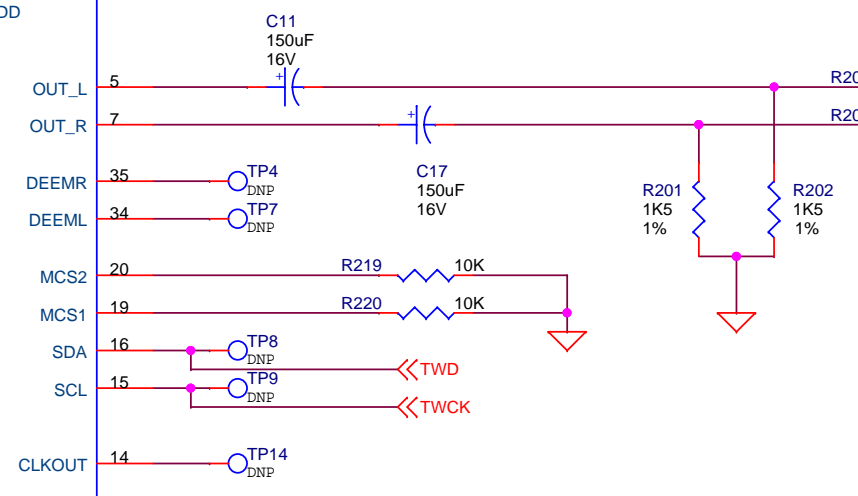 OD
C11
150uF
16V
+
OUT_L 5 R20
OUT_R 7 + R20
C17
150uF
16V
DEEMR 35 TP4
DNP
DEEML 34 TP7
DNP
R201
1K5
1%
R202
1K5
1%
MCS2 20 R219 10K
MCS1 19 R220 10K
SDA 16 TP8
DNP
TWD
SCL 15 TP9
DNP
TWCK
CLKOUT 14 TP14
DNP